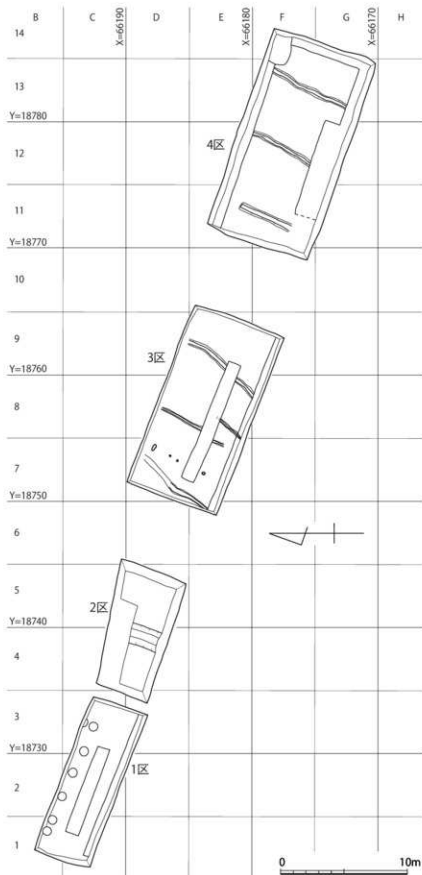 B C D E F G H
X=66190
X=66180
X=66170
14
13
Y=18780
12
4区
11
Y=18770
10
9
3区
Y=18760
8
7
Y=18750
6
5
2区
Y=18740
4
3
Y=18730
1区
2
1
0 10m